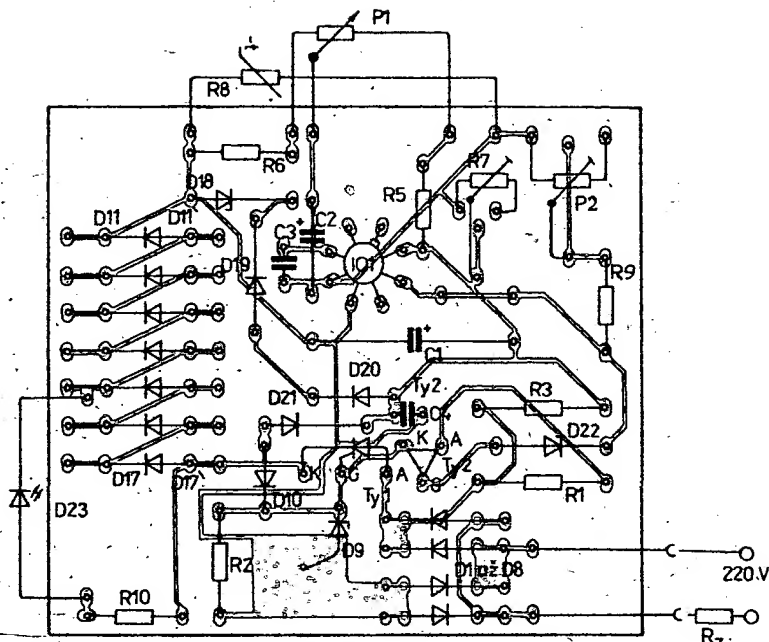 P1
R8
R6
R7
D18
R5
P2
D11 D11
C2
C3
IO1
D19
R9
C1
D20
Ty2
R3
D21
C4
K A
D22
Ty2
K G A
D17 D17
D10
Ty1
R1
D23
D9
R2
D1 až D8
220 V
R10
Rz